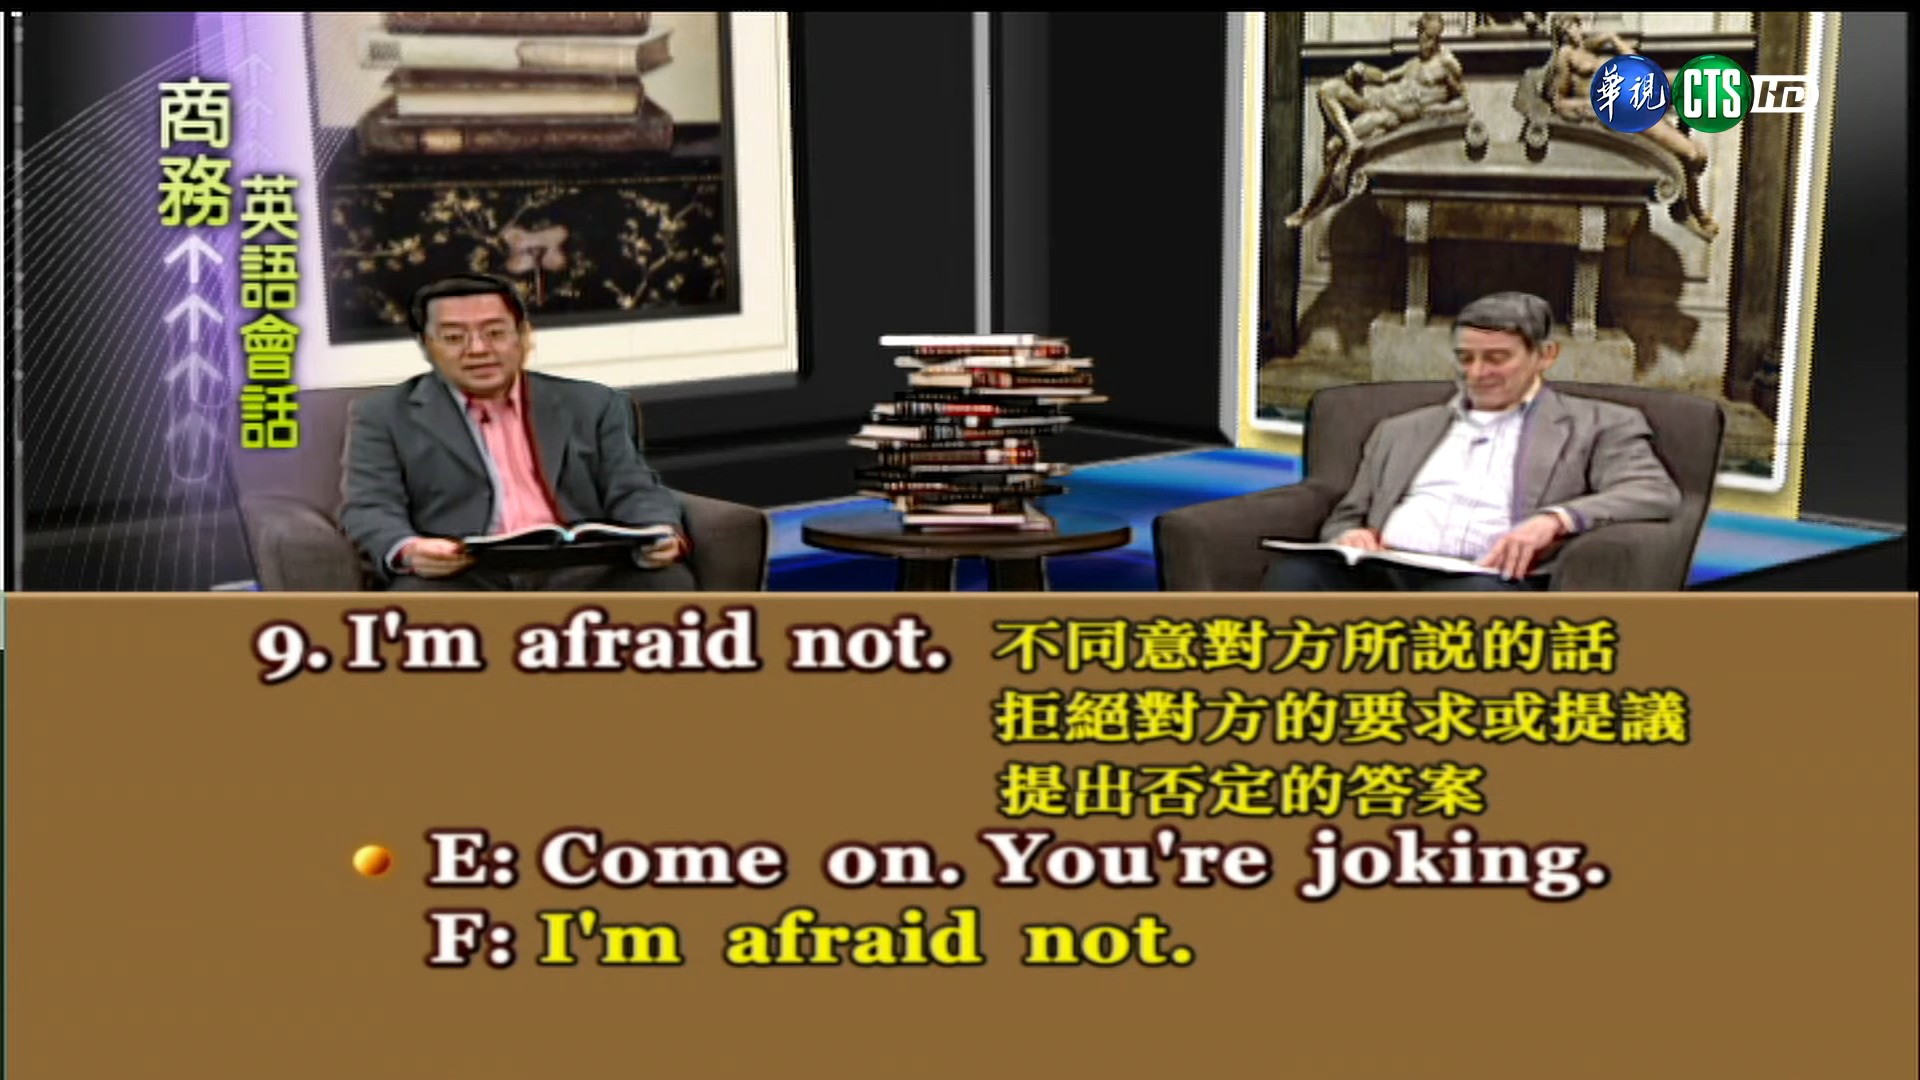 商務
英語會話
華視 CTS HD
9. I'm afraid not. 不同意對方所説的話
拒絕對方的要求或提議
提出否定的答案
E: Come on. You're joking.
F: I'm afraid not.